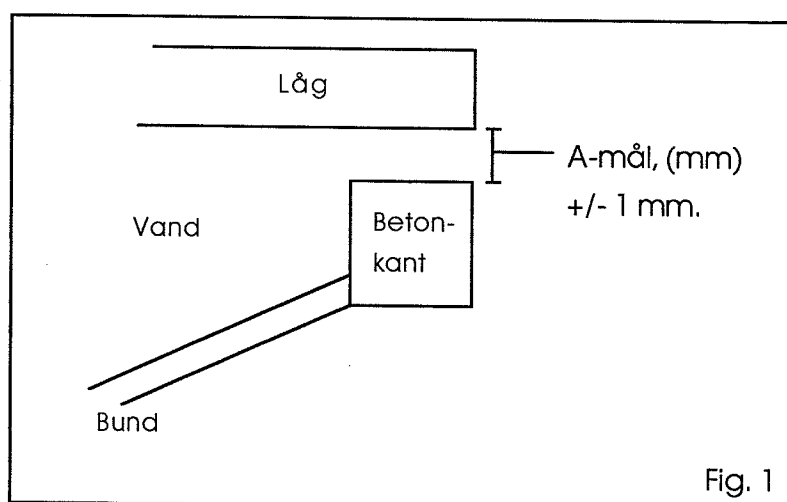 Låg
A-mål, (mm)
+/- 1 mm.
Vand
Beton-
kant
Bund
Fig. 1